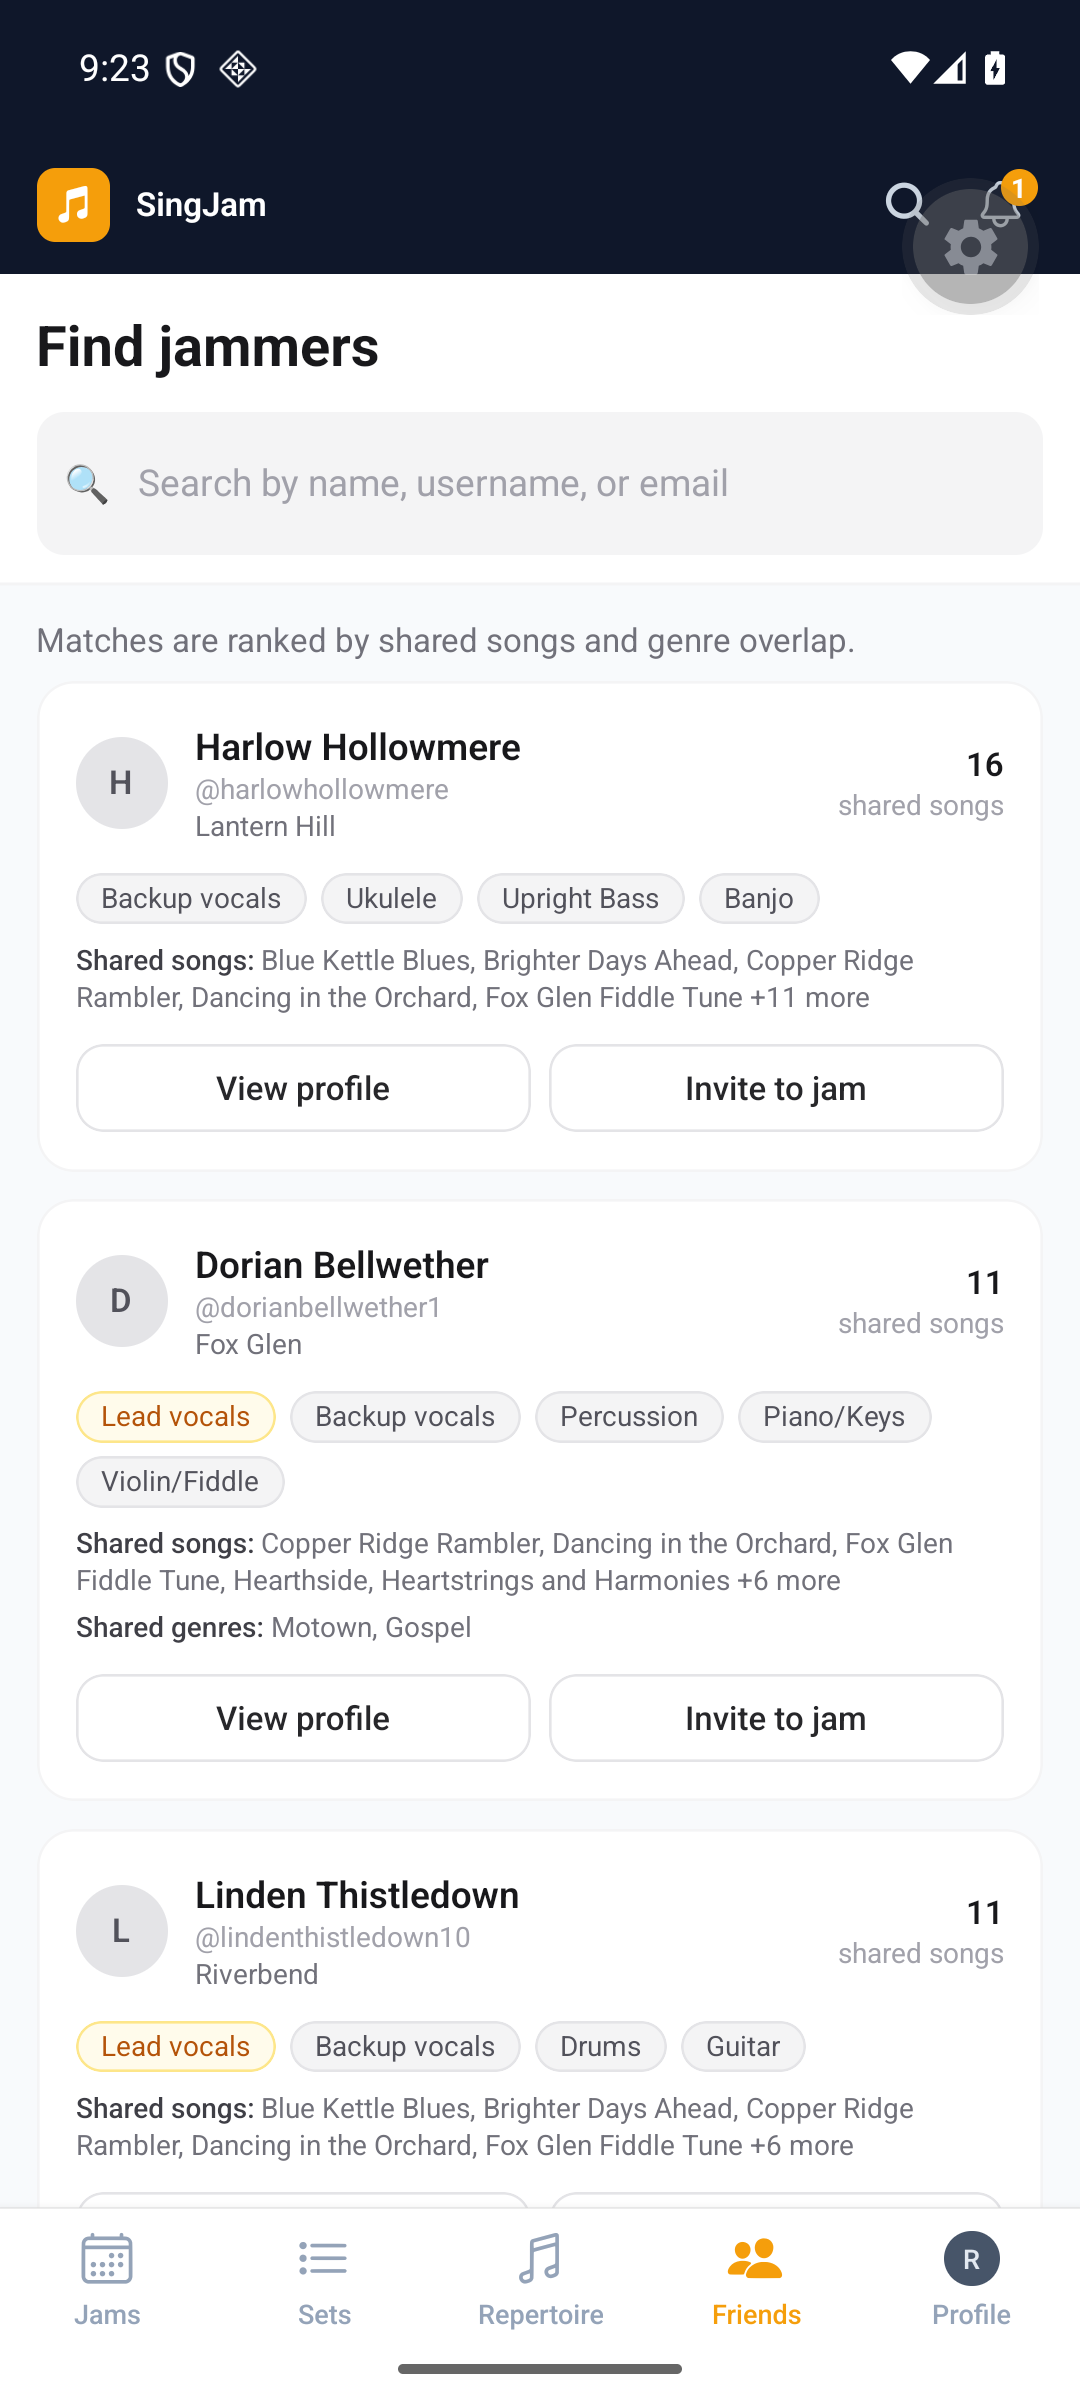 9:23
SingJam
1
Find jammers
Search by name, username, or email
Matches are ranked by shared songs and genre overlap.
H
Harlow Hollowmere
@harlowhollowmere
Lantern Hill
16
shared songs
Backup vocals
Ukulele
Upright Bass
Banjo
Shared songs: Blue Kettle Blues, Brighter Days Ahead, Copper Ridge
Rambler, Dancing in the Orchard, Fox Glen Fiddle Tune +11 more
View profile
Invite to jam
D
Dorian Bellwether
@dorianbellwether1
Fox Glen
11
shared songs
Lead vocals
Backup vocals
Percussion
Piano/Keys
Violin/Fiddle
Shared songs: Copper Ridge Rambler, Dancing in the Orchard, Fox Glen
Fiddle Tune, Hearthside, Heartstrings and Harmonies +6 more
Shared genres: Motown, Gospel
View profile
Invite to jam
L
Linden Thistledown
@lindenthistledown10
Riverbend
11
shared songs
Lead vocals
Backup vocals
Drums
Guitar
Shared songs: Blue Kettle Blues, Brighter Days Ahead, Copper Ridge
Rambler, Dancing in the Orchard, Fox Glen Fiddle Tune +6 more
Jams
Sets
Repertoire
Friends
R
Profile